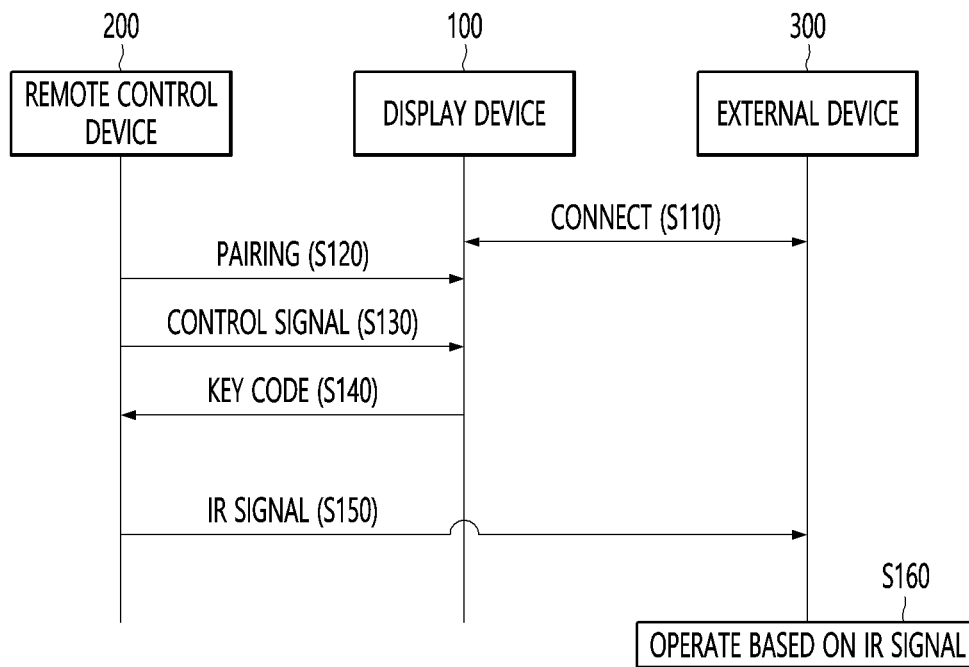 200
100
300
REMOTE CONTROL
DEVICE
DISPLAY DEVICE
EXTERNAL DEVICE
CONNECT (S110)
PAIRING (S120)
CONTROL SIGNAL (S130)
KEY CODE (S140)
IR SIGNAL (S150)
S160
OPERATE BASED ON IR SIGNAL